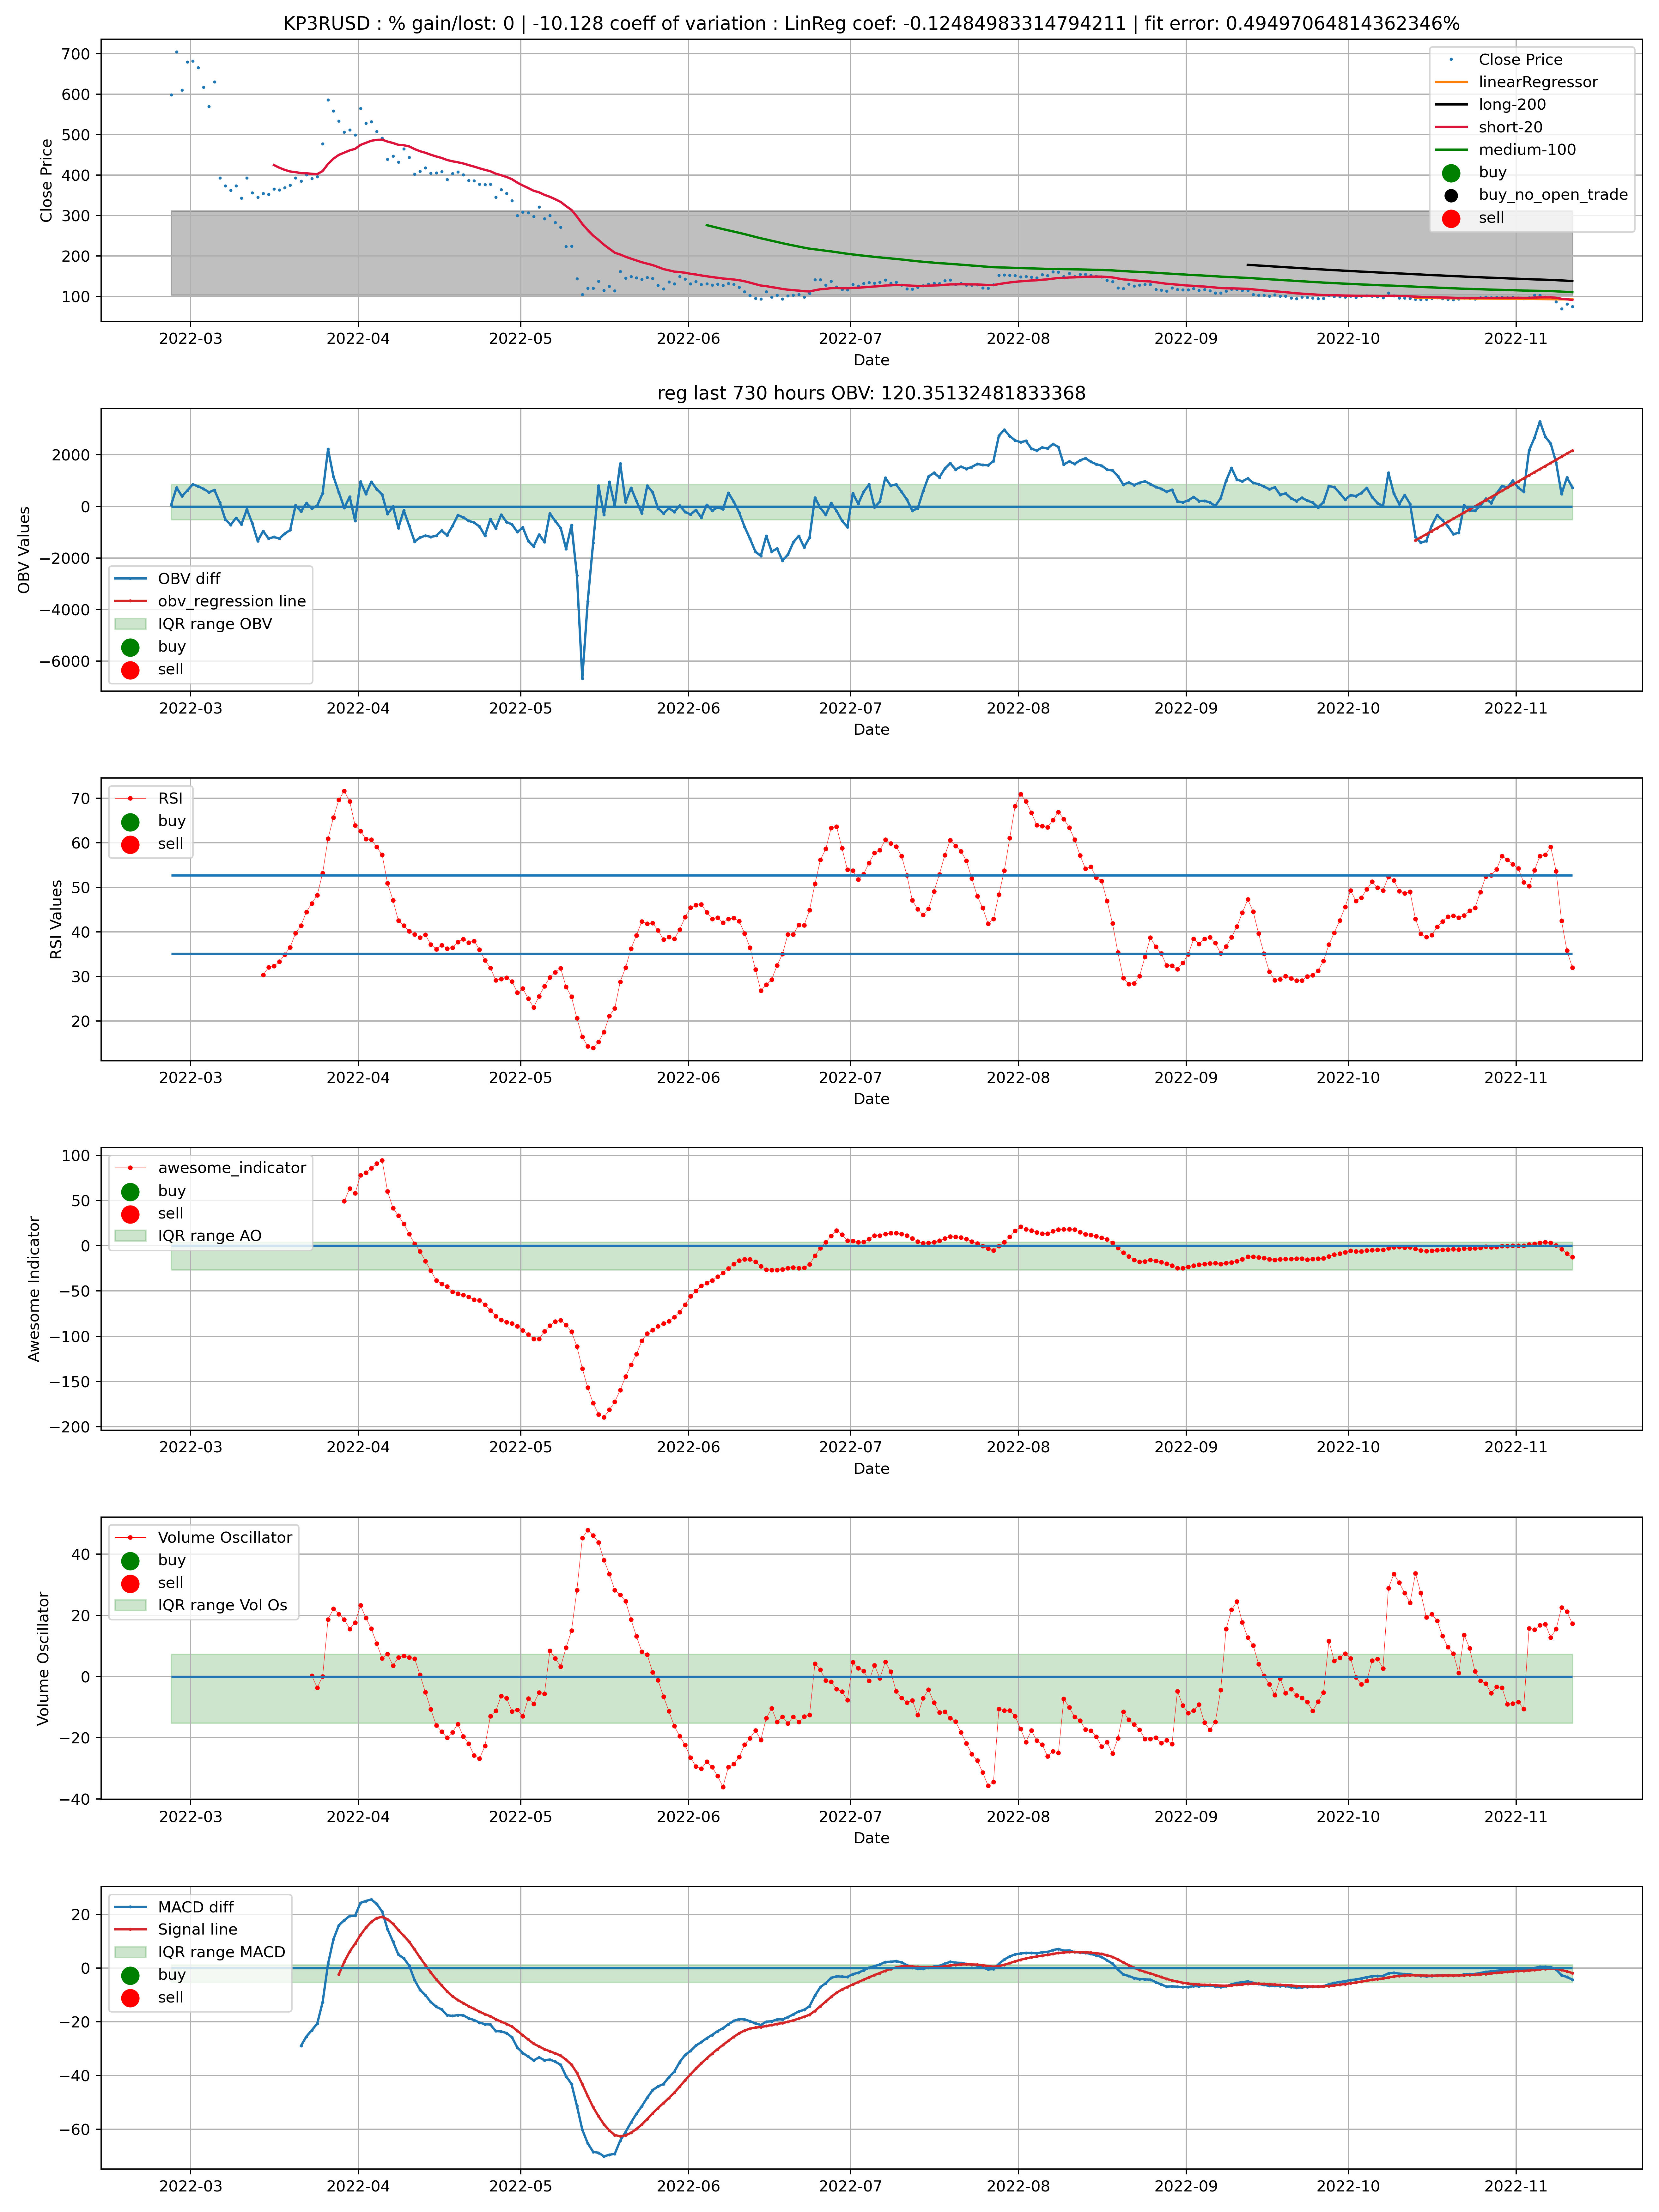 KP3RUSD : % gain/lost: 0 | -10.128 coeff of variation : LinReg coef: -0.12484983314794211 | fit error: 0.49497064814362346%
700
600
500
400
300
200
100
Close Price
Close Price
linearRegressor
long-200
short-20
medium-100
buy
buy_no_open_trade
sell
2022-03 2022-04 2022-05 2022-06 2022-07 2022-08 2022-09 2022-10 2022-11
Date
reg last 730 hours OBV: 120.35132481833368
2000
0
−2000
−4000
−6000
OBV Values
OBV diff
obv_regression line
IQR range OBV
buy
sell
2022-03 2022-04 2022-05 2022-06 2022-07 2022-08 2022-09 2022-10 2022-11
Date
70
60
50
40
30
20
RSI Values
RSI
buy
sell
2022-03 2022-04 2022-05 2022-06 2022-07 2022-08 2022-09 2022-10 2022-11
Date
100
50
0
−50
−100
−150
−200
Awesome Indicator
awesome_indicator
buy
sell
IQR range AO
2022-03 2022-04 2022-05 2022-06 2022-07 2022-08 2022-09 2022-10 2022-11
Date
40
20
0
−20
−40
Volume Oscillator
Volume Oscillator
buy
sell
IQR range Vol Os
2022-03 2022-04 2022-05 2022-06 2022-07 2022-08 2022-09 2022-10 2022-11
Date
20
0
−20
−40
−60
MACD diff
Signal line
IQR range MACD
buy
sell
2022-03 2022-04 2022-05 2022-06 2022-07 2022-08 2022-09 2022-10 2022-11